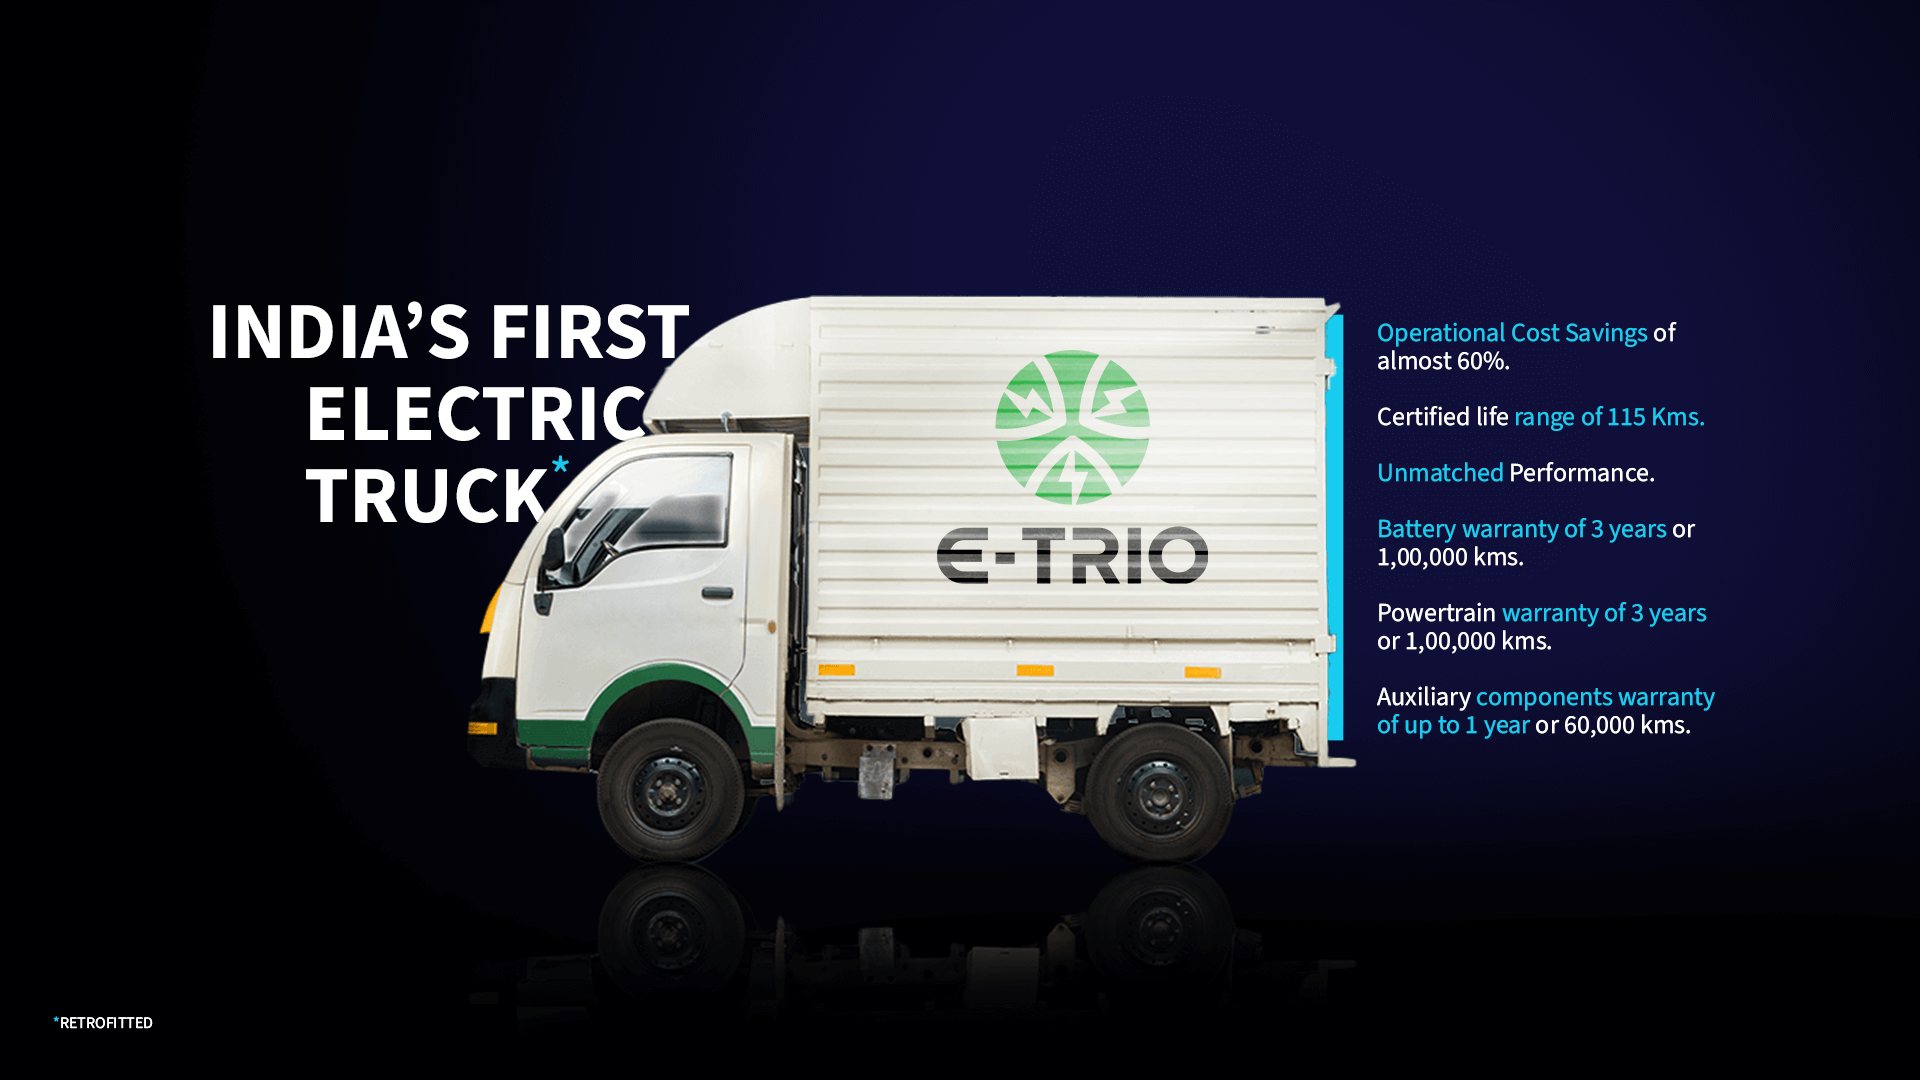 INDIA’S FIRST
ELECTRIC
TRUCK*
E-TRIO
Operational Cost Savings of
almost 60%.
Certified life range of 115 Kms.
Unmatched Performance.
Battery warranty of 3 years or
1,00,000 kms.
Powertrain warranty of 3 years
or 1,00,000 kms.
Auxiliary components warranty
of up to 1 year or 60,000 kms.
*RETROFITTED